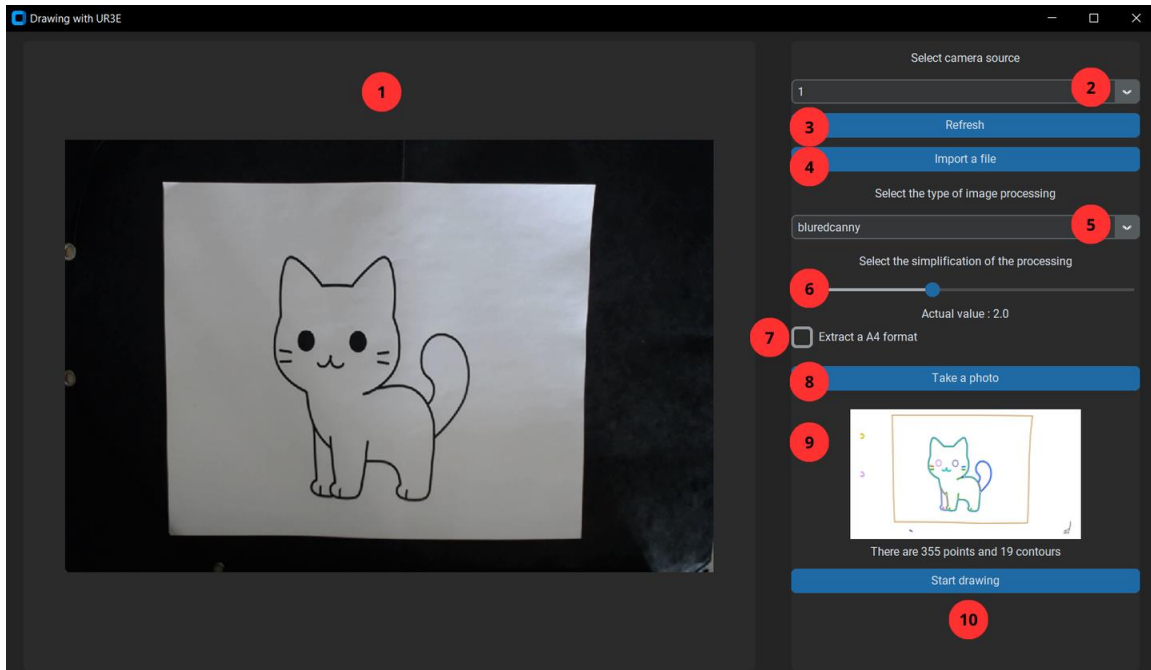 Drawing with UR3E
1
Select camera source
1
2
3
Refresh
4
Import a file
Select the type of image processing
bluredcanny
5
Select the simplification of the processing
6
Actual value : 2.0
7
Extract a A4 format
8
Take a photo
9
There are 355 points and 19 contours
Start drawing
10